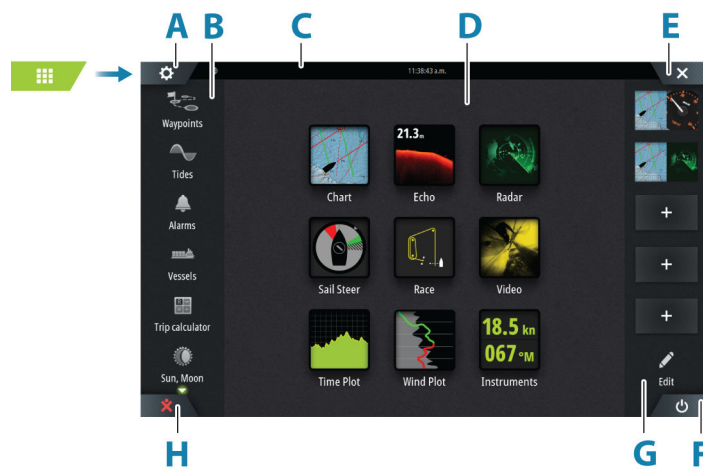 A
B
C
D
E
11:38:43 a.m.
Waypoints
Tides
Alarms
Vessels
Trip calculator
Sun, Moon
21.3m
Chart
Echo
Radar
Sail Steer
Race
Video
18.5 kn
067 °M
Time Plot
Wind Plot
Instruments
+
+
+
Edit
H
G
F